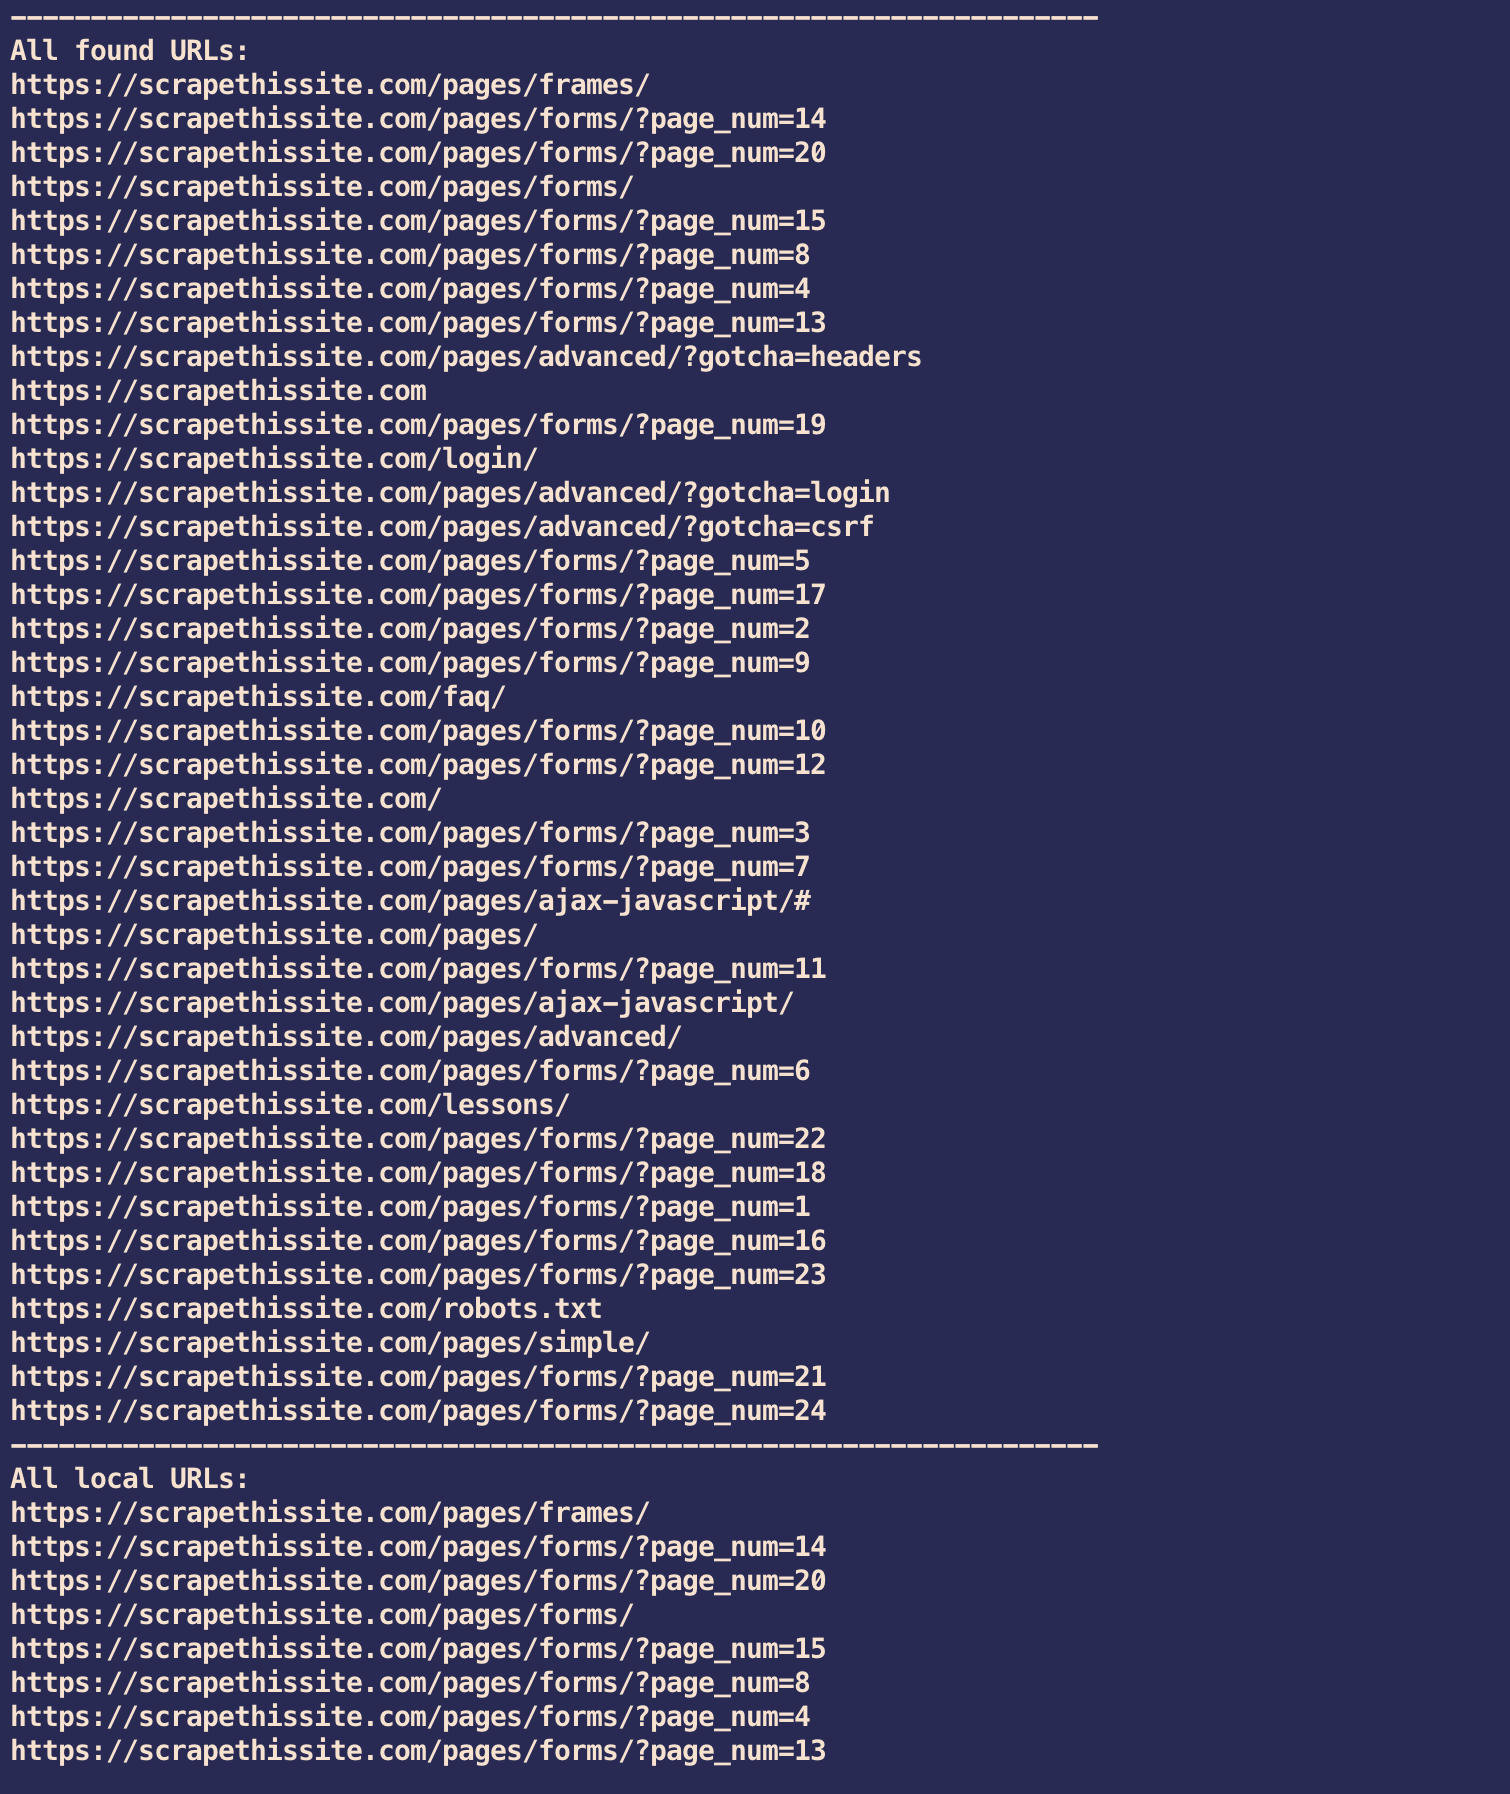 --------------------------------------------------------------------
All found URLs:
https://scrapethissite.com/pages/frames/
https://scrapethissite.com/pages/forms/?page_num=14
https://scrapethissite.com/pages/forms/?page_num=20
https://scrapethissite.com/pages/forms/
https://scrapethissite.com/pages/forms/?page_num=15
https://scrapethissite.com/pages/forms/?page_num=8
https://scrapethissite.com/pages/forms/?page_num=4
https://scrapethissite.com/pages/forms/?page_num=13
https://scrapethissite.com/pages/advanced/?gotcha=headers
https://scrapethissite.com
https://scrapethissite.com/pages/forms/?page_num=19
https://scrapethissite.com/login/
https://scrapethissite.com/pages/advanced/?gotcha=login
https://scrapethissite.com/pages/advanced/?gotcha=csrf
https://scrapethissite.com/pages/forms/?page_num=5
https://scrapethissite.com/pages/forms/?page_num=17
https://scrapethissite.com/pages/forms/?page_num=2
https://scrapethissite.com/pages/forms/?page_num=9
https://scrapethissite.com/faq/
https://scrapethissite.com/pages/forms/?page_num=10
https://scrapethissite.com/pages/forms/?page_num=12
https://scrapethissite.com/
https://scrapethissite.com/pages/forms/?page_num=3
https://scrapethissite.com/pages/forms/?page_num=7
https://scrapethissite.com/pages/ajax-javascript/#
https://scrapethissite.com/pages/
https://scrapethissite.com/pages/forms/?page_num=11
https://scrapethissite.com/pages/ajax-javascript/
https://scrapethissite.com/pages/advanced/
https://scrapethissite.com/pages/forms/?page_num=6
https://scrapethissite.com/lessons/
https://scrapethissite.com/pages/forms/?page_num=22
https://scrapethissite.com/pages/forms/?page_num=18
https://scrapethissite.com/pages/forms/?page_num=1
https://scrapethissite.com/pages/forms/?page_num=16
https://scrapethissite.com/pages/forms/?page_num=23
https://scrapethissite.com/robots.txt
https://scrapethissite.com/pages/simple/
https://scrapethissite.com/pages/forms/?page_num=21
https://scrapethissite.com/pages/forms/?page_num=24
--------------------------------------------------------------------
All local URLs:
https://scrapethissite.com/pages/frames/
https://scrapethissite.com/pages/forms/?page_num=14
https://scrapethissite.com/pages/forms/?page_num=20
https://scrapethissite.com/pages/forms/
https://scrapethissite.com/pages/forms/?page_num=15
https://scrapethissite.com/pages/forms/?page_num=8
https://scrapethissite.com/pages/forms/?page_num=4
https://scrapethissite.com/pages/forms/?page_num=13